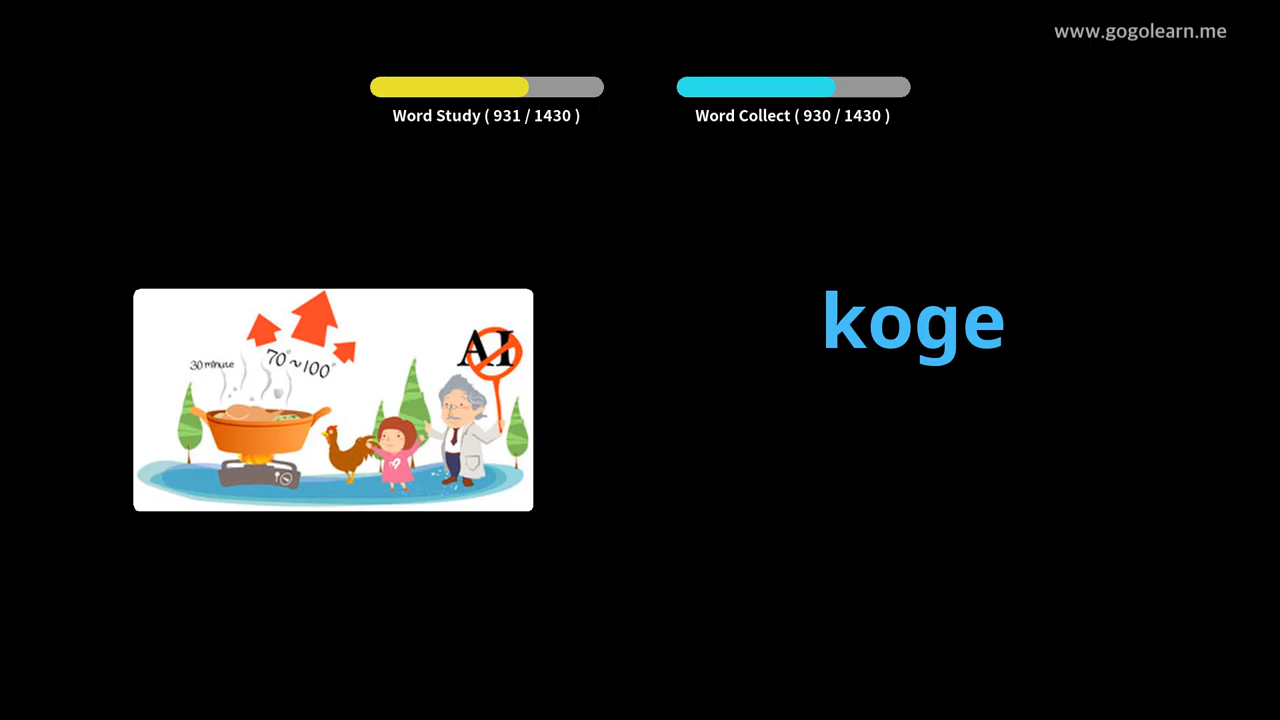 www.gogolearn.me
Word Study ( 931 / 1430 )
Word Collect ( 930 / 1430 )
koge
30 minute
70°~100°
AI